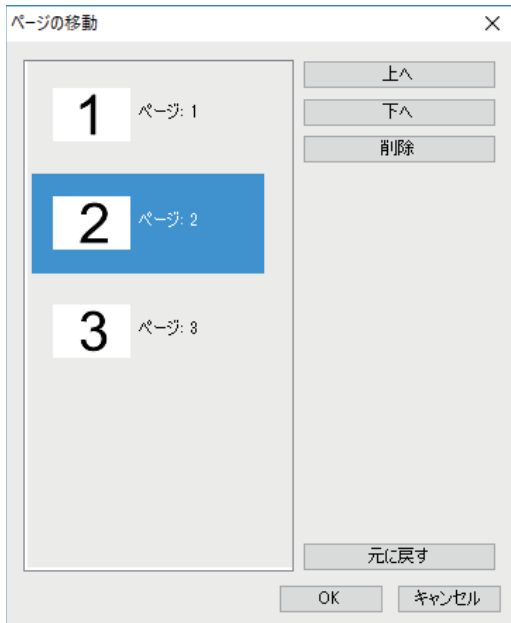 ページの移動
1 ページ: 1
2 ページ: 2
3 ページ: 3
上へ
下へ
削除
元に戻す
OK キャンセル